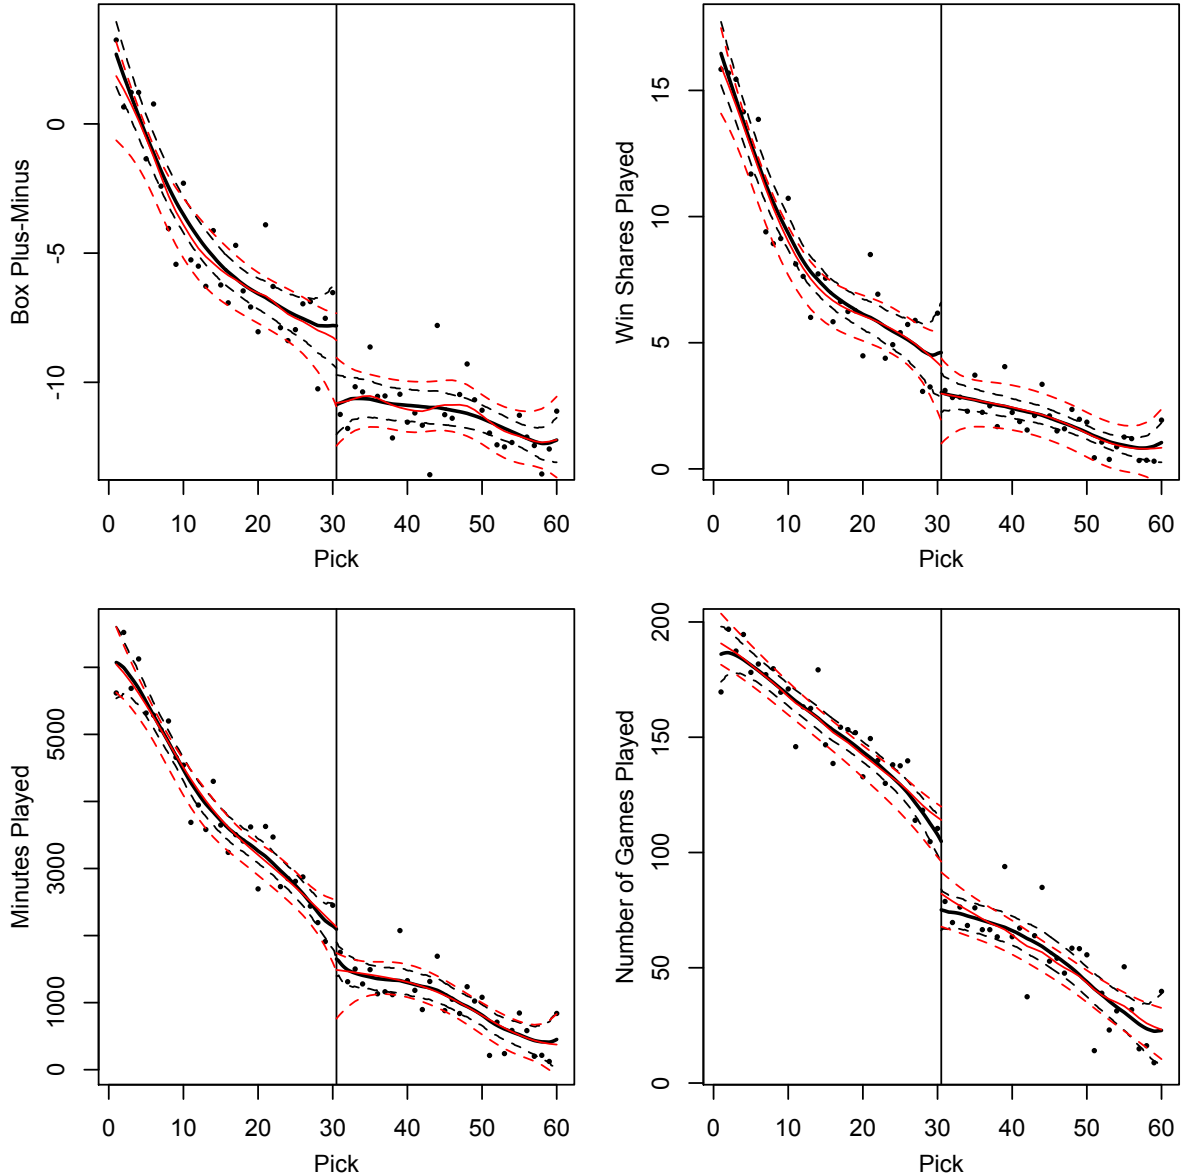 Box Plus-Minus
0
-5
-10
0 10 20 30 40 50 60
Pick
Win Shares Played
15
10
5
0
0 10 20 30 40 50 60
Pick
Minutes Played
5000
3000
1000
0
0 10 20 30 40 50 60
Pick
Number of Games Played
200
150
100
50
0
0 10 20 30 40 50 60
Pick